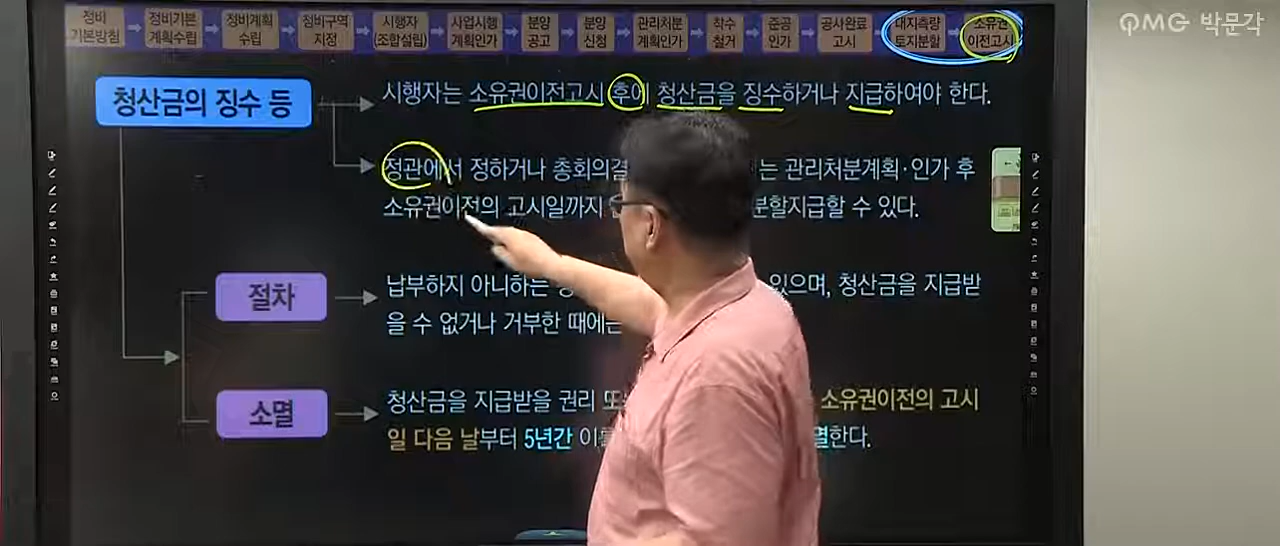 정비
기본방침
정비기본
계획수립
정비계획
수립
정비구역
지정
시행자
(조합설립)
사업시행
계획인가
분양
공고
분양
신청
관리처분
계획인가
착수
철거
준공
인가
공사완료
고시
대지측량
토지분할
소유권
이전고시
QMG 박문각
청산금의 징수 등
시행자는 소유권이전고시 후에 청산금을 징수하거나 지급하여야 한다.
정관에서 정하거나 총회의결 는 관리처분계획·인가 후
소유권이전의 고시일까지 분할지급할 수 있다.
절차
납부하지 아니하는 있으며, 청산금을 지급받
을 수 없거나 거부한 때에는
소멸
청산금을 지급받을 권리 소유권이전의 고시
일 다음 날부터 5년간 한다.